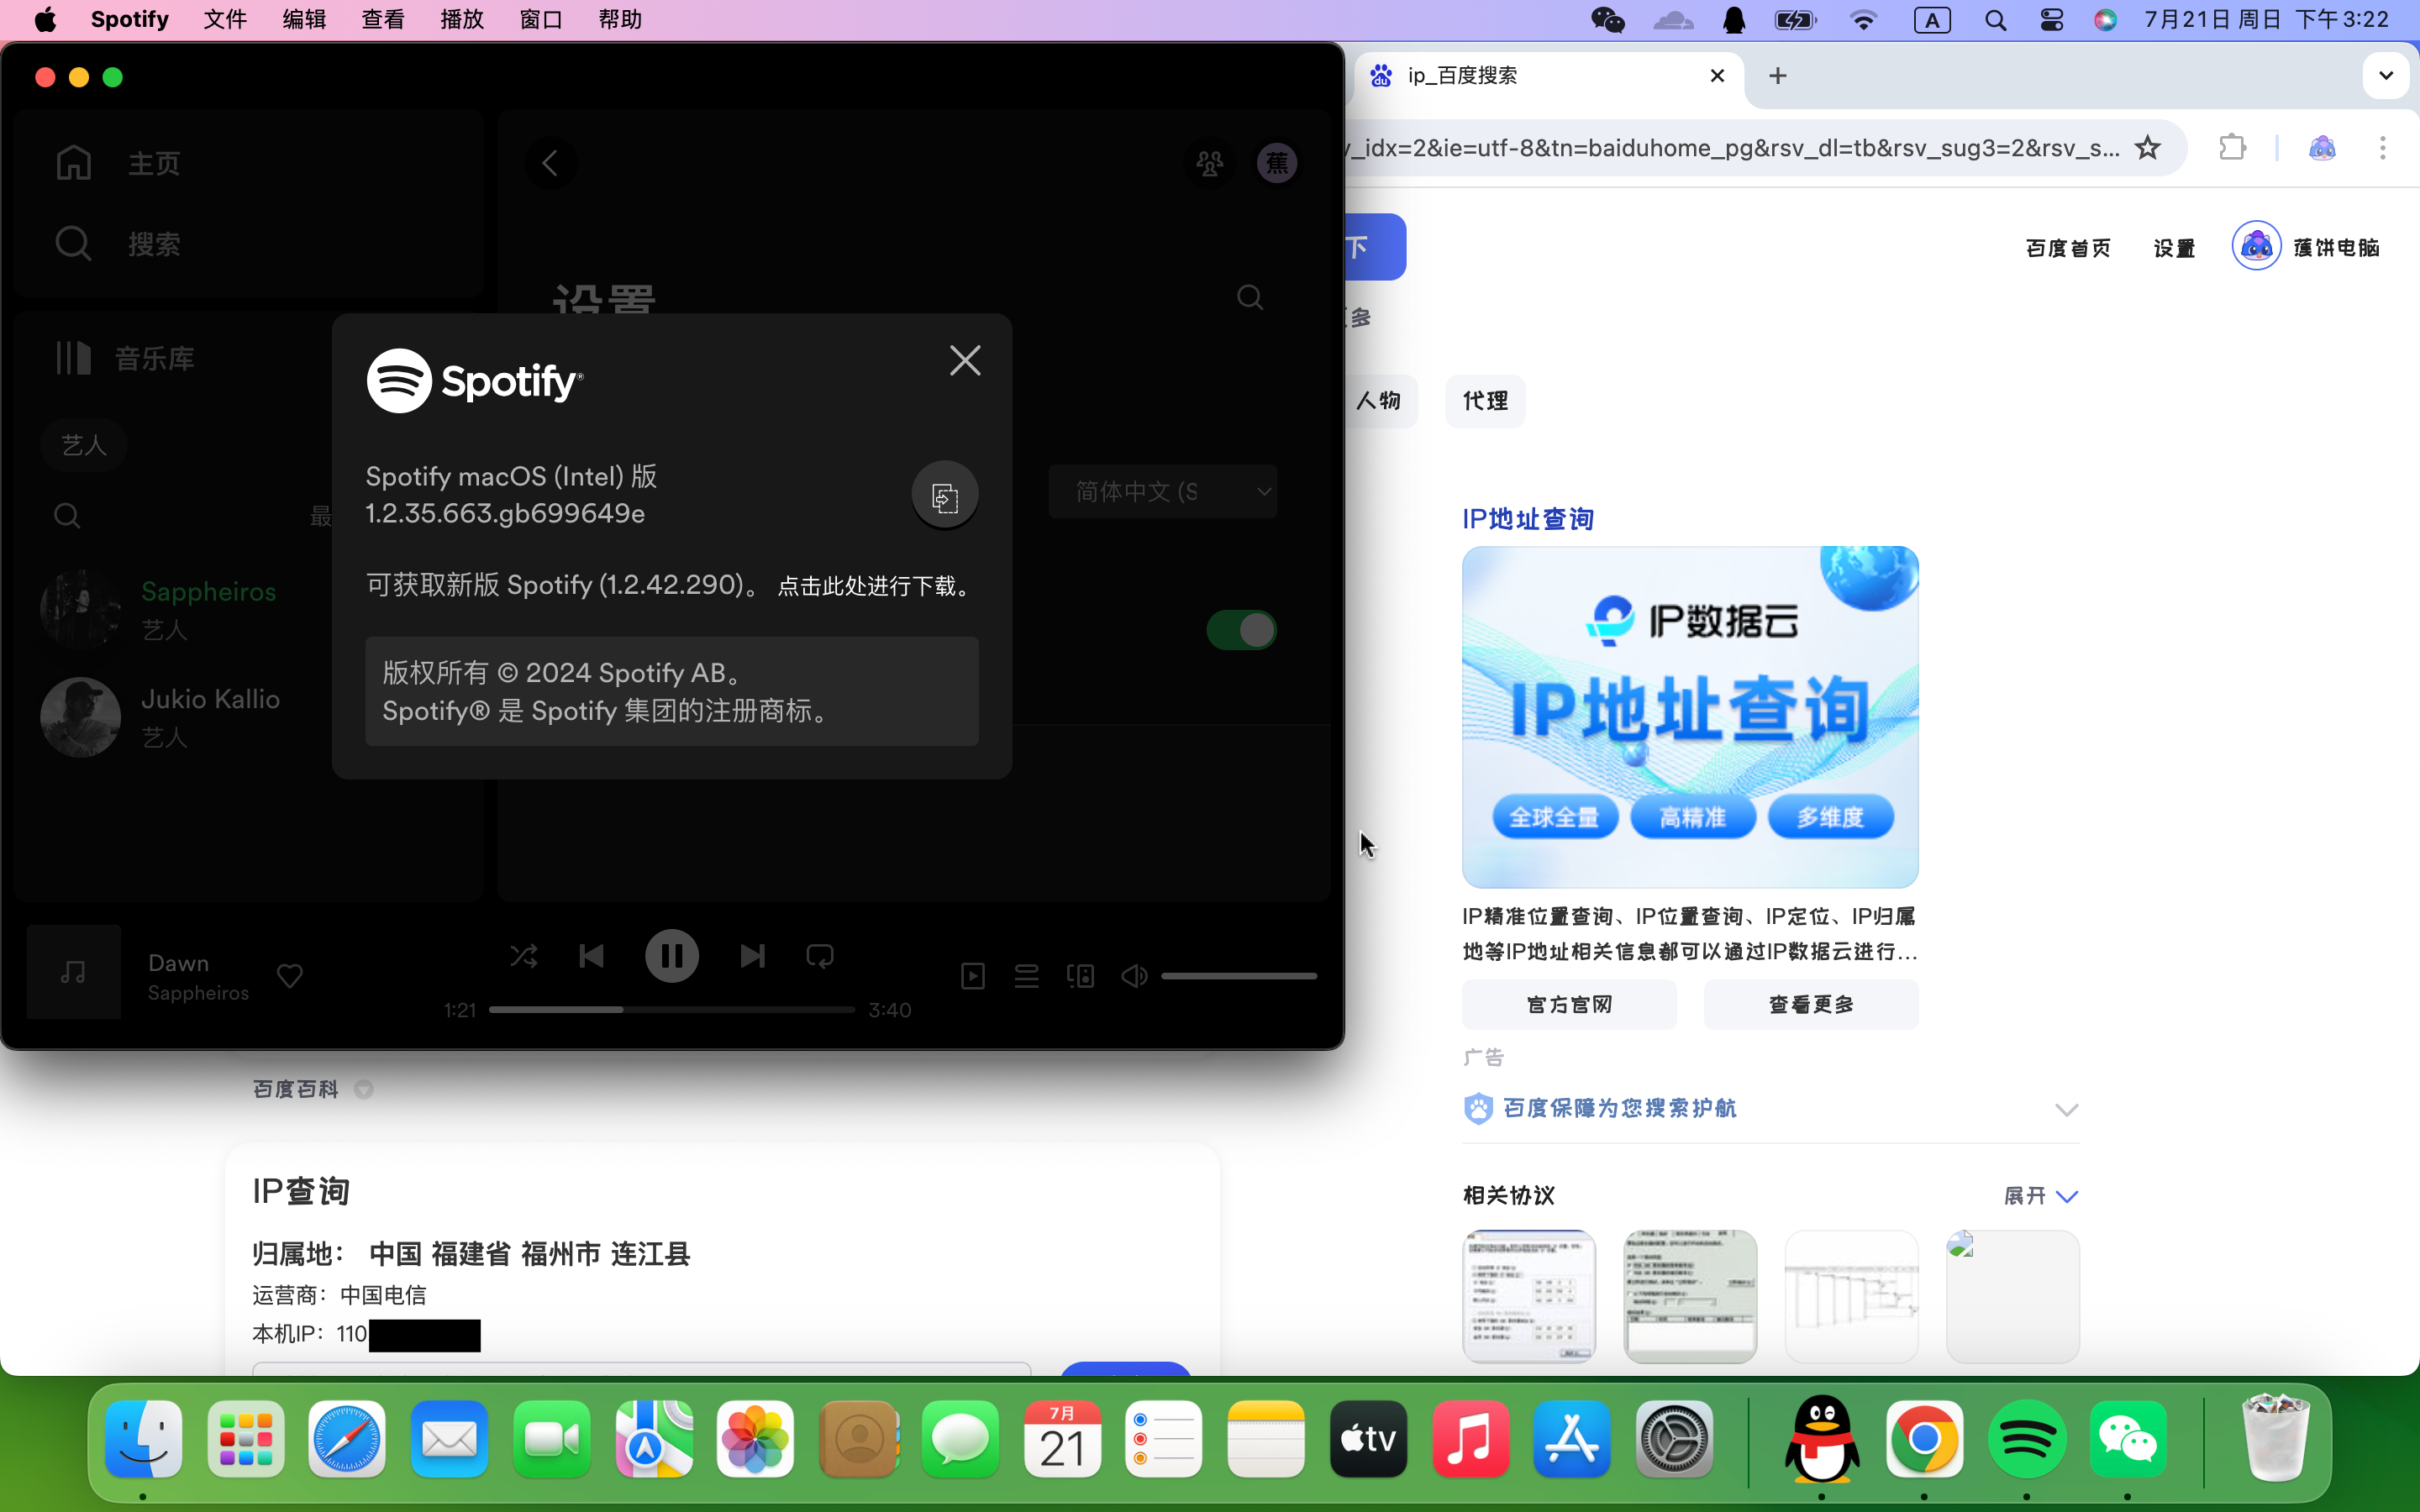 Spotify 文件 编辑 查看 播放 窗口 帮助
A 7月21日 周日 下午3:22
主页
搜索
音乐库
艺人
最
Sappheiros
艺人
Jukio Kallio
艺人
蕉
设置
简体中文 (S
Spotify
Spotify macOS (Intel) 版
1.2.35.663.gb699649e
可获取新版 Spotify (1.2.42.290)。 点击此处进行下载。
版权所有 © 2024 Spotify AB。
Spotify® 是 Spotify 集团的注册商标。
Dawn
Sappheiros
1:21
3:40
ip_百度搜索
_idx=2&ie=utf-8&tn=baiduhome_pg&rsv_dl=tb&rsv_sug3=2&rsv_s...
下
百度首页 设置 莲饼电脑
多
人物 代理
IP地址查询
IP数据云
IP地址查询
全球全量 高精准 多维度
IP精准位置查询、IP位置查询、IP定位、IP归属
地等IP地址相关信息都可以通过IP数据云进行...
官方官网 查看更多
广告
百度保障为您搜索护航
相关协议 展开
百度百科
IP查询
归属地： 中国 福建省 福州市 连江县
运营商：中国电信
本机IP：110
7月
21
tv